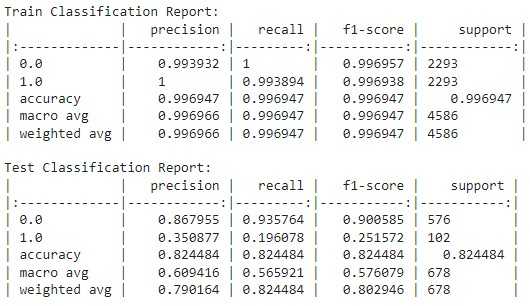 Train Classification Report:
|              |   precision |   recall |   f1-score |     support |
|:-------------|------------:|---------:|-----------:|------------:|
| 0.0          |    0.993932 | 1        |   0.996957 | 2293        |
| 1.0          |    1        | 0.993894 |   0.996938 | 2293        |
| accuracy     |    0.996947 | 0.996947 |   0.996947 |    0.996947 |
| macro avg    |    0.996966 | 0.996947 |   0.996947 | 4586        |
| weighted avg |    0.996966 | 0.996947 |   0.996947 | 4586        |
Test Classification Report:
|              |   precision |   recall |   f1-score |    support |
|:-------------|------------:|---------:|-----------:|-----------:|
| 0.0          |    0.867955 | 0.935764 |   0.900585 | 576        |
| 1.0          |    0.350877 | 0.196078 |   0.251572 | 102        |
| accuracy     |    0.824484 | 0.824484 |   0.824484 |   0.824484 |
| macro avg    |    0.609416 | 0.565921 |   0.576079 | 678        |
| weighted avg |    0.790164 | 0.824484 |   0.802946 | 678        |